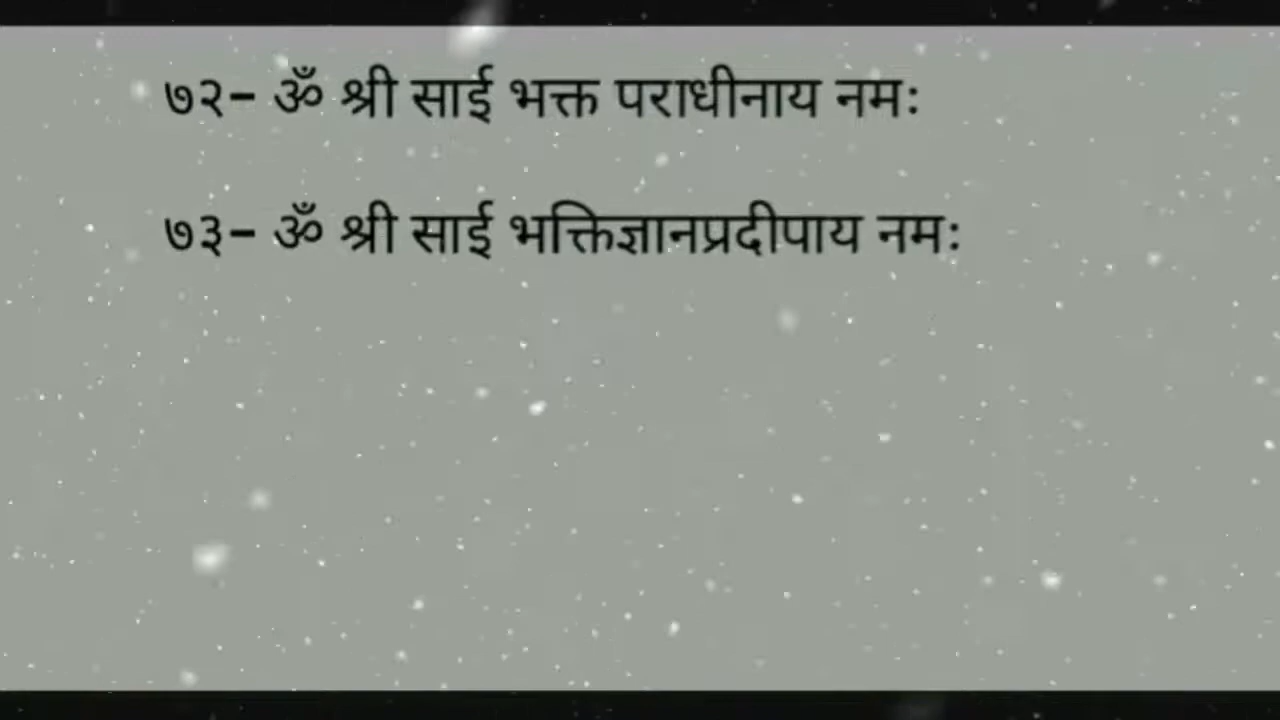 ७२- ॐ श्री साई भक्त पराधीनाय नमः
७३- ॐ श्री साई भक्तिज्ञानप्रदीपाय नमः